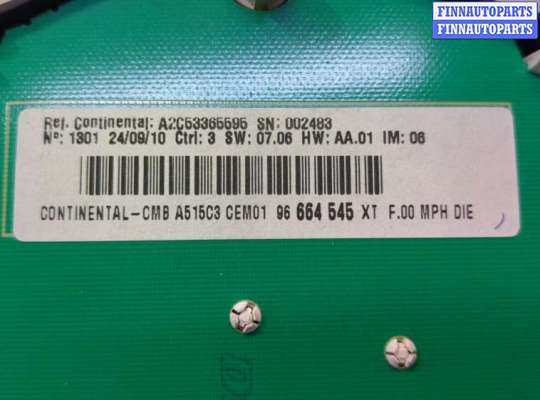 FINNAUTOPARTS
FINNAUTOPARTS
Ref. Continental: A2C53365595 SN: 002483
Nº: 1301 24/09/10 Ctrl: 3 SW: 07.06 HW: AA.01 IM: 06
CONTINENTAL-CMB A515C3 CEM01 96 664 545 XT F.00 MPH DIE